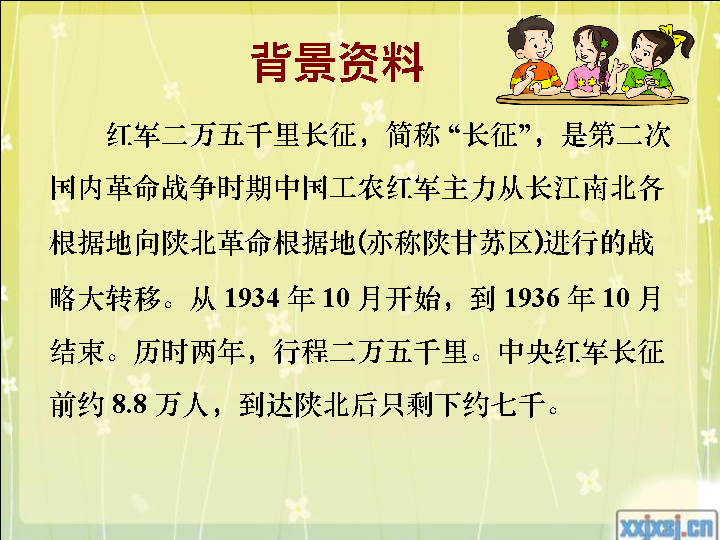 背景资料
红军二万五千里长征，简称“长征”，是第二次
国内革命战争时期中国工农红军主力从长江南北各
根据地向陕北革命根据地(亦称陕甘苏区)进行的战
略大转移。从 1934 年 10 月开始，到 1936 年 10 月
结束。历时两年，行程二万五千里。中央红军长征
前约 8.8 万人，到达陕北后只剩下约七千。
xxjxsj.cn